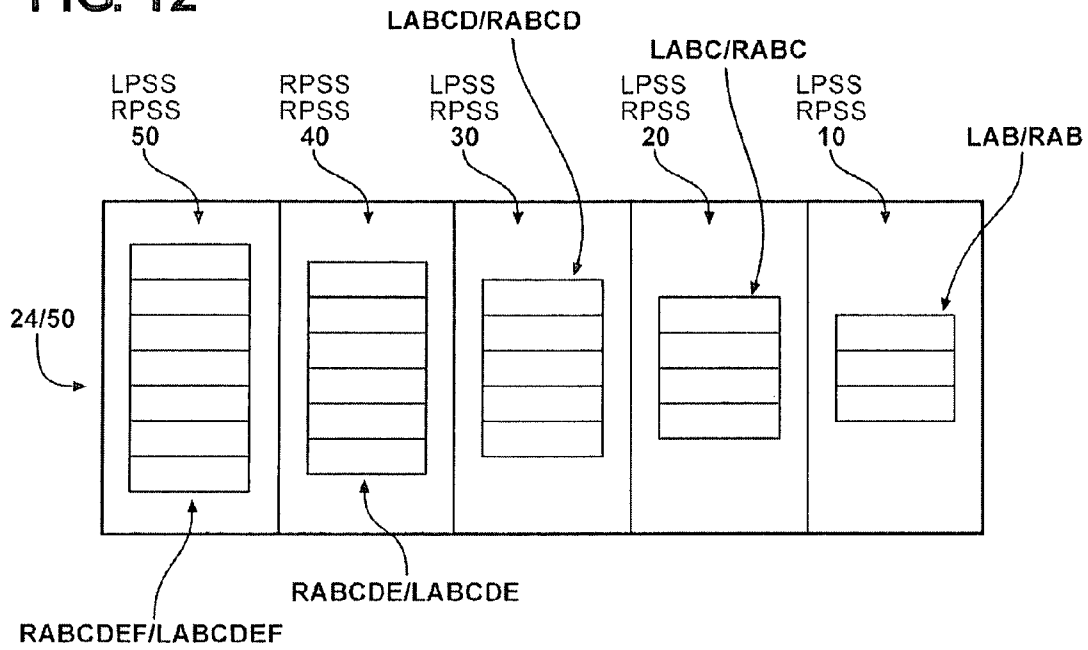 FIG. 12
LABCD/RABCD
LABC/RABC
LPSS
RPSS
50
RPSS
RPSS
40
LPSS
RPSS
30
LPSS
RPSS
20
LPSS
RPSS
10
LAB/RAB
24/50
RABCDE/LABCDE
RABCDEF/LABCDEF